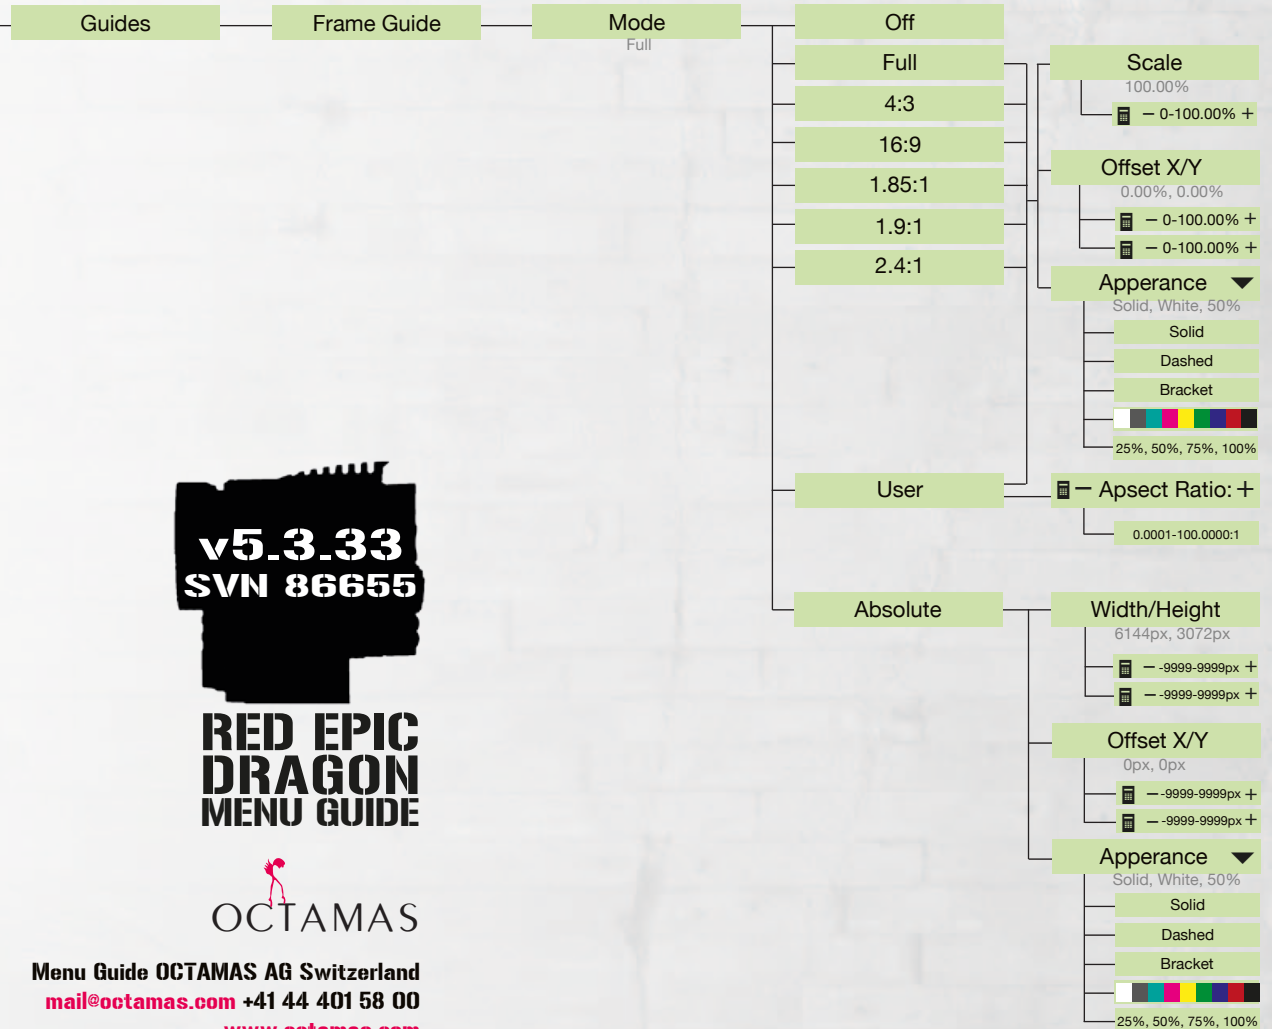 Guides
Frame Guide
Mode
Full
Off
Full
4:3
16:9
1.85:1
1.9:1
2.4:1
Scale
100.00%
− 0-100.00% +
Offset X/Y
0.00%, 0.00%
− 0-100.00% +
− 0-100.00% +
Apperance
Solid, White, 50%
Solid
Dashed
Bracket
25%, 50%, 75%, 100%
User
− Apsect Ratio: +
0.0001-100.0000:1
Absolute
Width/Height
6144px, 3072px
− -9999-9999px +
− -9999-9999px +
Offset X/Y
0px, 0px
− -9999-9999px +
− -9999-9999px +
Apperance
Solid, White, 50%
Solid
Dashed
Bracket
25%, 50%, 75%, 100%
v5.3.33
SVN 86655
RED EPIC
DRAGON
MENU GUIDE
OCTAMAS
Menu Guide OCTAMAS AG Switzerland
mail@octamas.com +41 44 401 58 00
www.octamas.com